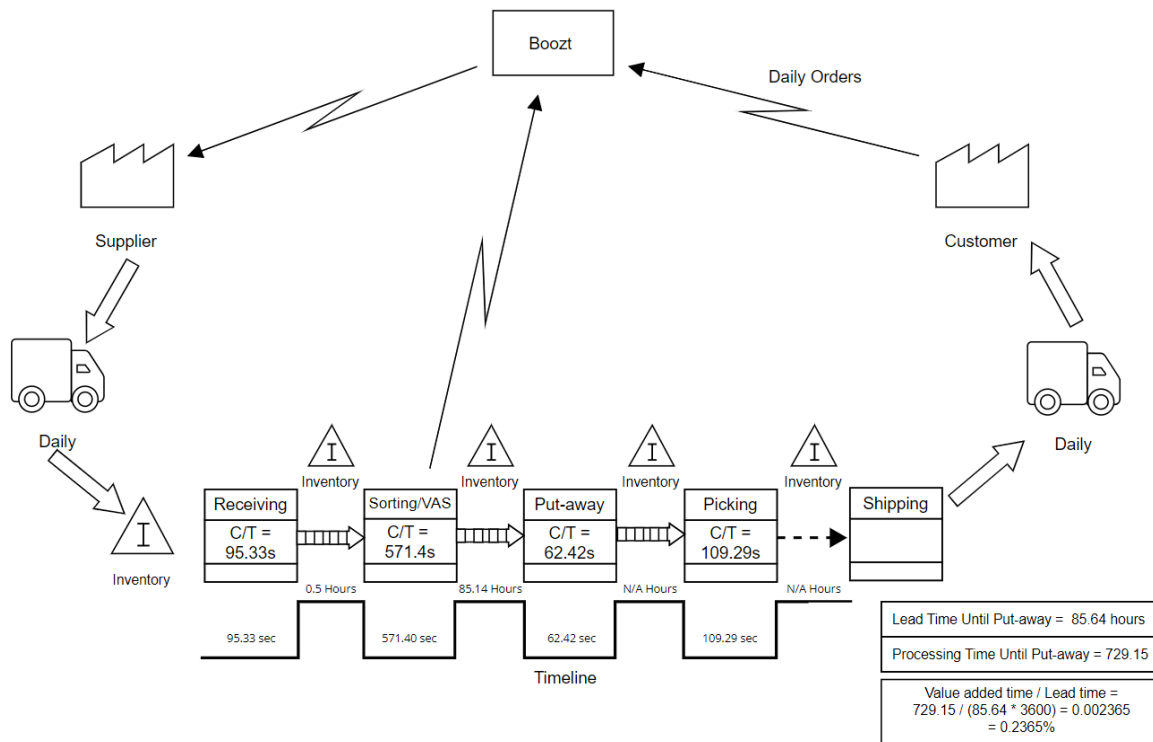 Boozt
Daily Orders
Supplier
Customer
Daily
Daily
I
Inventory
I
Inventory
I
Inventory
I
Inventory
I
Inventory
Receiving
C/T =
95.33s
Sorting/VAS
C/T =
571.4s
Put-away
C/T =
62.42s
Picking
C/T =
109.29s
Shipping
0.5 Hours
85.14 Hours
N/A Hours
N/A Hours
95.33 sec
571.40 sec
62.42 sec
109.29 sec
Timeline
Lead Time Until Put-away = 85.64 hours
Processing Time Until Put-away = 729.15
Value added time / Lead time =
729.15 / (85.64 * 3600) = 0.002365
= 0.2365%